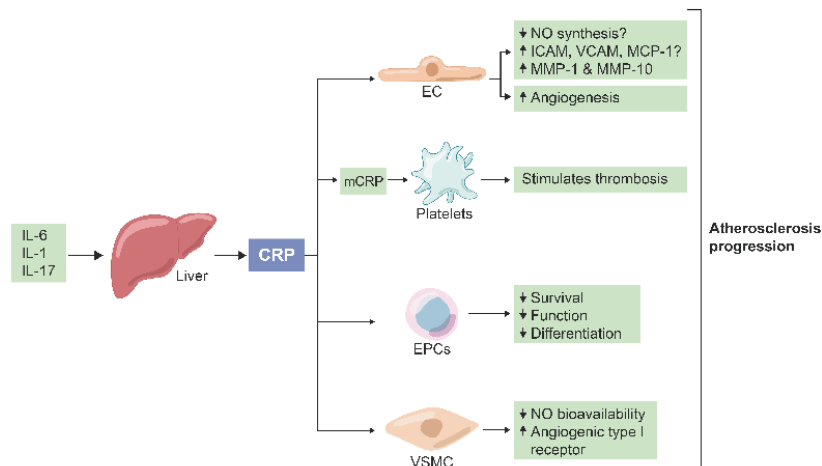 IL-6
IL-1
IL-17
Liver
CRP
EC
↓ NO synthesis?
↑ ICAM, VCAM, MCP-1?
↑ MMP-1 & MMP-10
↑ Angiogenesis
mCRP
Platelets
Stimulates thrombosis
EPCs
↓ Survival
↓ Function
↓ Differentiation
VSMC
↓ NO bioavailability
↑ Angiogenic type I
receptor
Atherosclerosis
progression